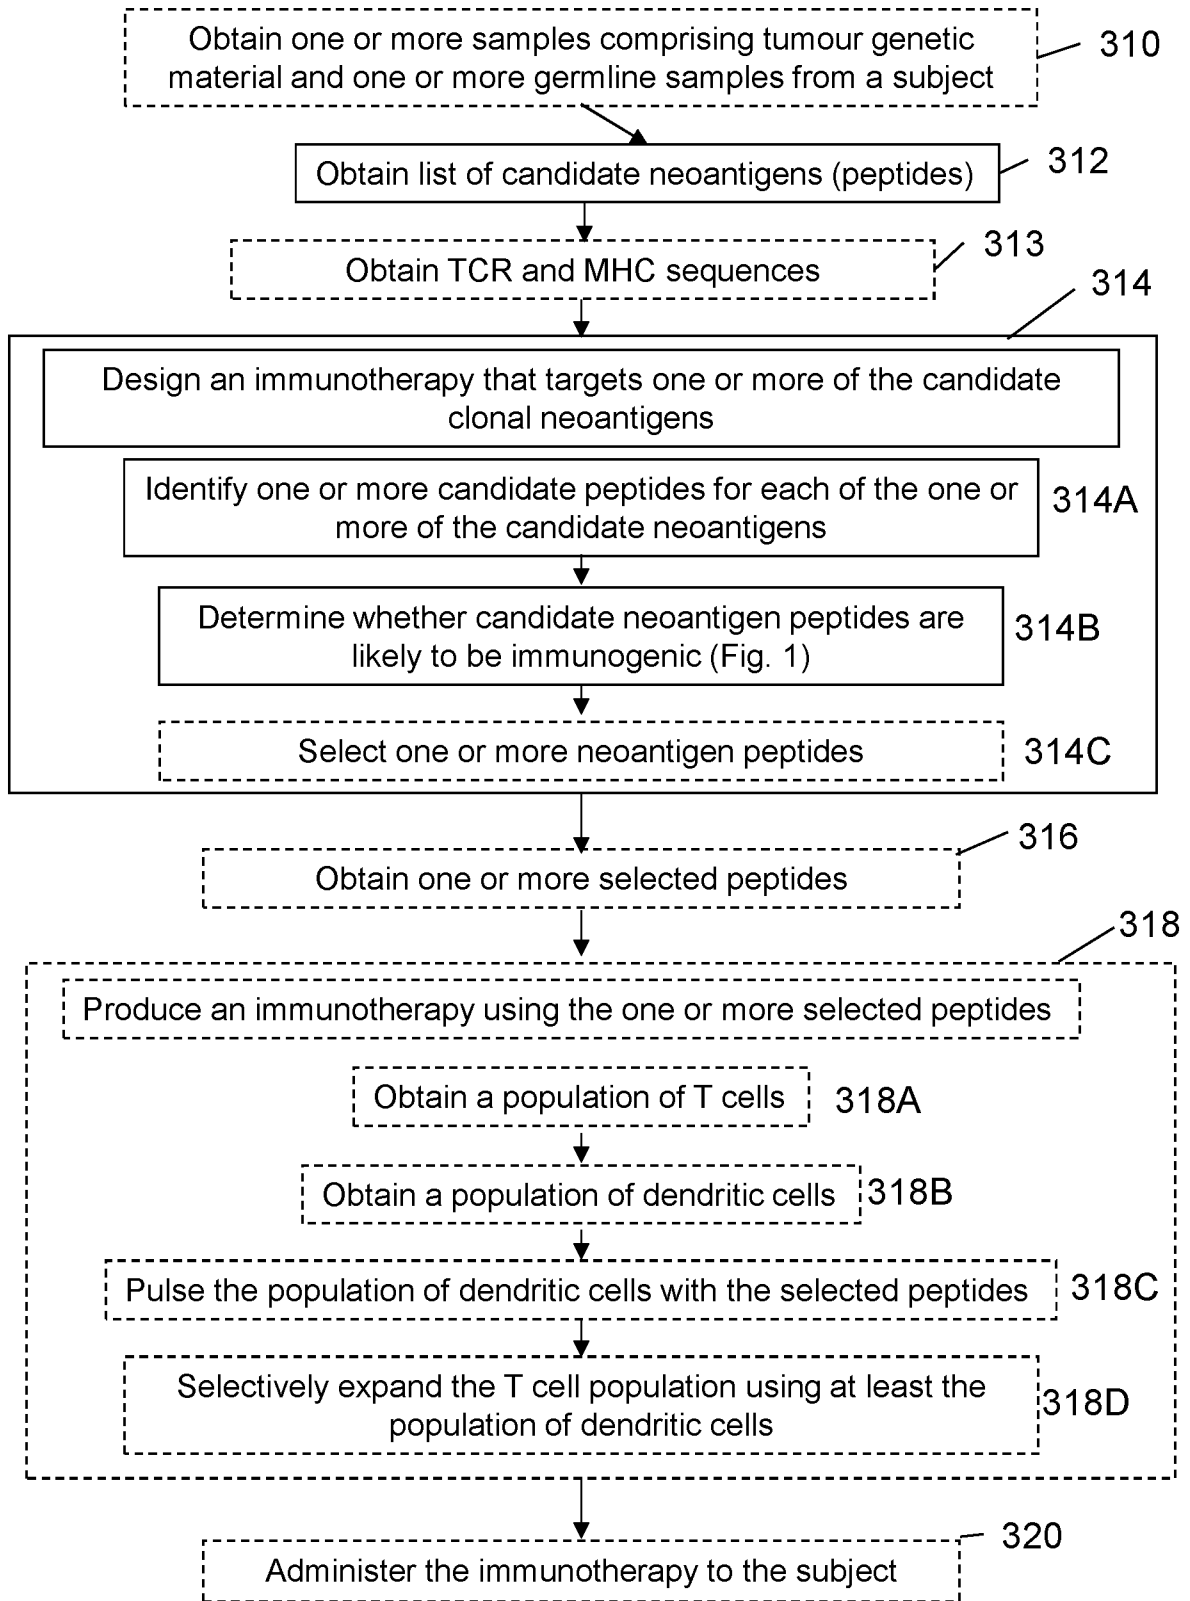 Obtain one or more samples comprising tumour genetic
material and one or more germline samples from a subject
310
Obtain list of candidate neoantigens (peptides)
312
Obtain TCR and MHC sequences
313
314
Design an immunotherapy that targets one or more of the candidate
clonal neoantigens
Identify one or more candidate peptides for each of the one or
more of the candidate neoantigens
314A
Determine whether candidate neoantigen peptides are
likely to be immunogenic (Fig. 1)
314B
Select one or more neoantigen peptides
314C
316
Obtain one or more selected peptides
318
Produce an immunotherapy using the one or more selected peptides
Obtain a population of T cells
318A
Obtain a population of dendritic cells
318B
Pulse the population of dendritic cells with the selected peptides
318C
Selectively expand the T cell population using at least the
population of dendritic cells
318D
320
Administer the immunotherapy to the subject